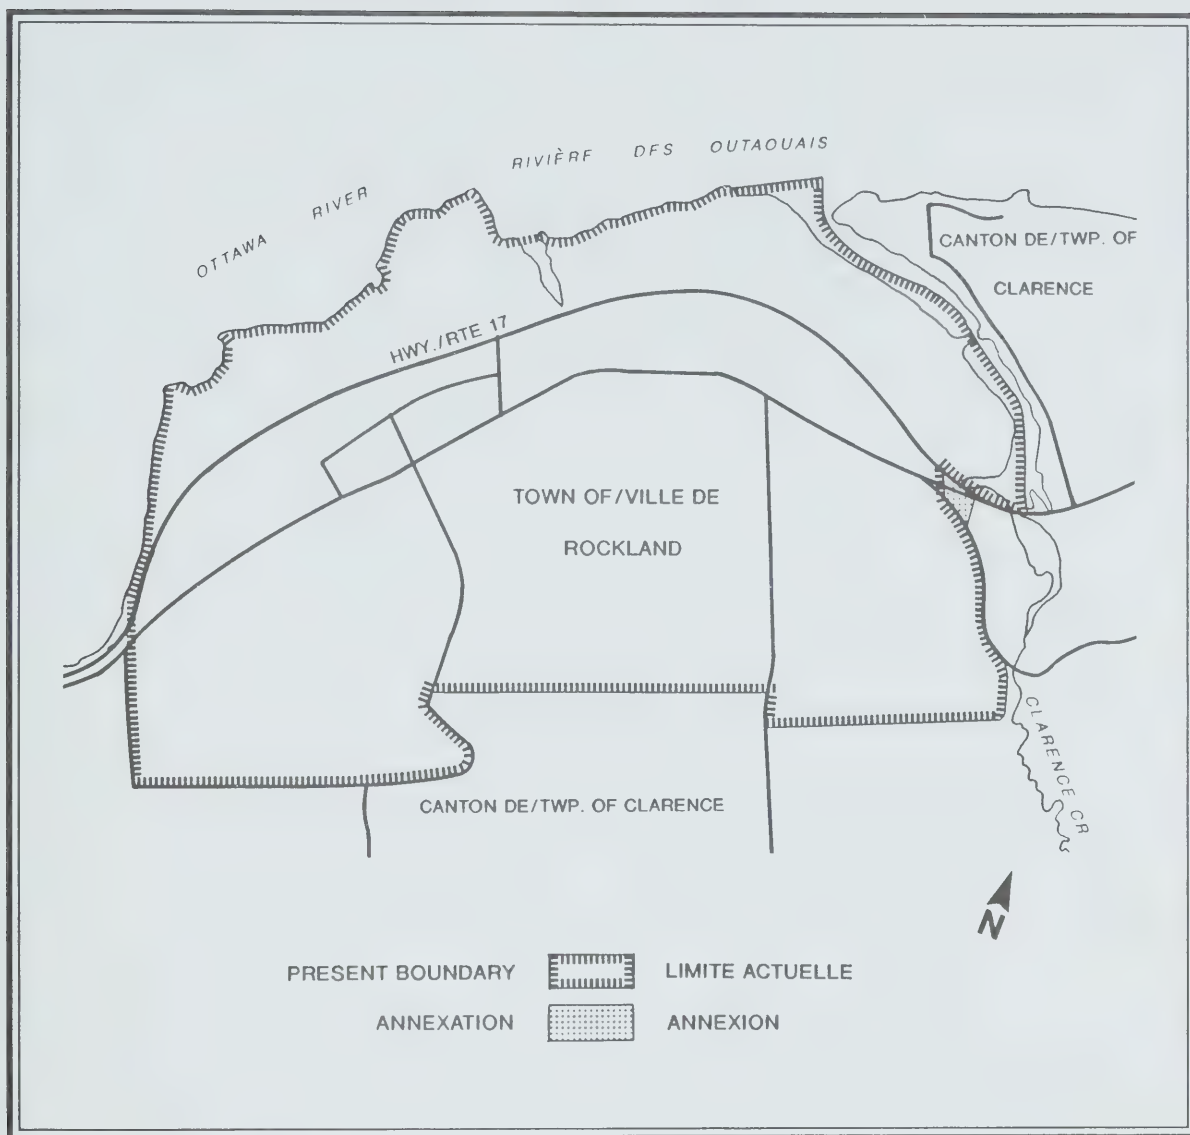 RIVIÈRE DES OUTAOUAIS
OTTAWA RIVER
CANTON DE/TWP. OF
CLARENCE
HWY./RTE 17
TOWN OF/VILLE DE
ROCKLAND
CLARENCE CR
CANTON DE/TWP. OF CLARENCE
N
PRESENT BOUNDARY LIMITE ACTUELLE
ANNEXATION ANNEXION